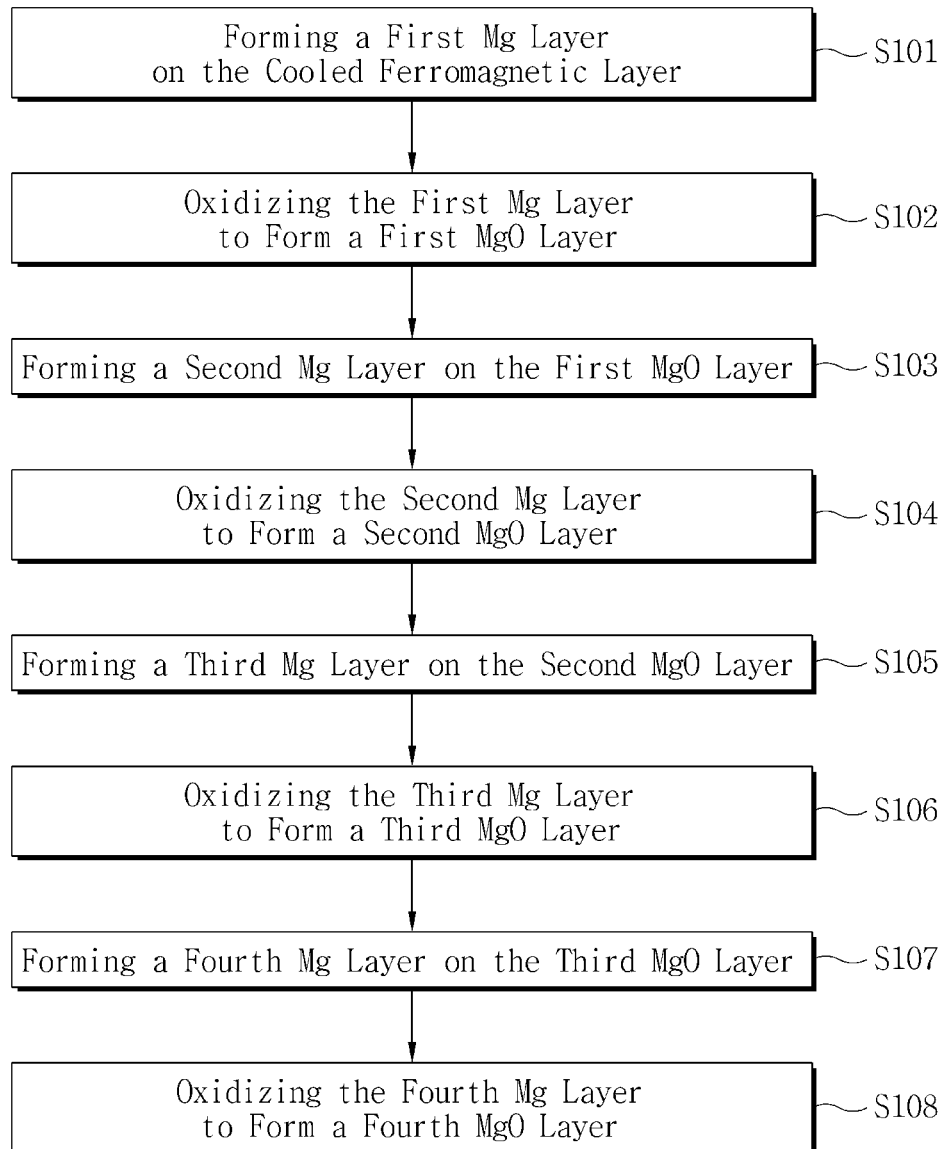 Forming a First Mg Layer
on the Cooled Ferromagnetic Layer
S101
Oxidizing the First Mg Layer
to Form a First MgO Layer
S102
Forming a Second Mg Layer on the First MgO Layer
S103
Oxidizing the Second Mg Layer
to Form a Second MgO Layer
S104
Forming a Third Mg Layer on the Second MgO Layer
S105
Oxidizing the Third Mg Layer
to Form a Third MgO Layer
S106
Forming a Fourth Mg Layer on the Third MgO Layer
S107
Oxidizing the Fourth Mg Layer
to Form a Fourth MgO Layer
S108